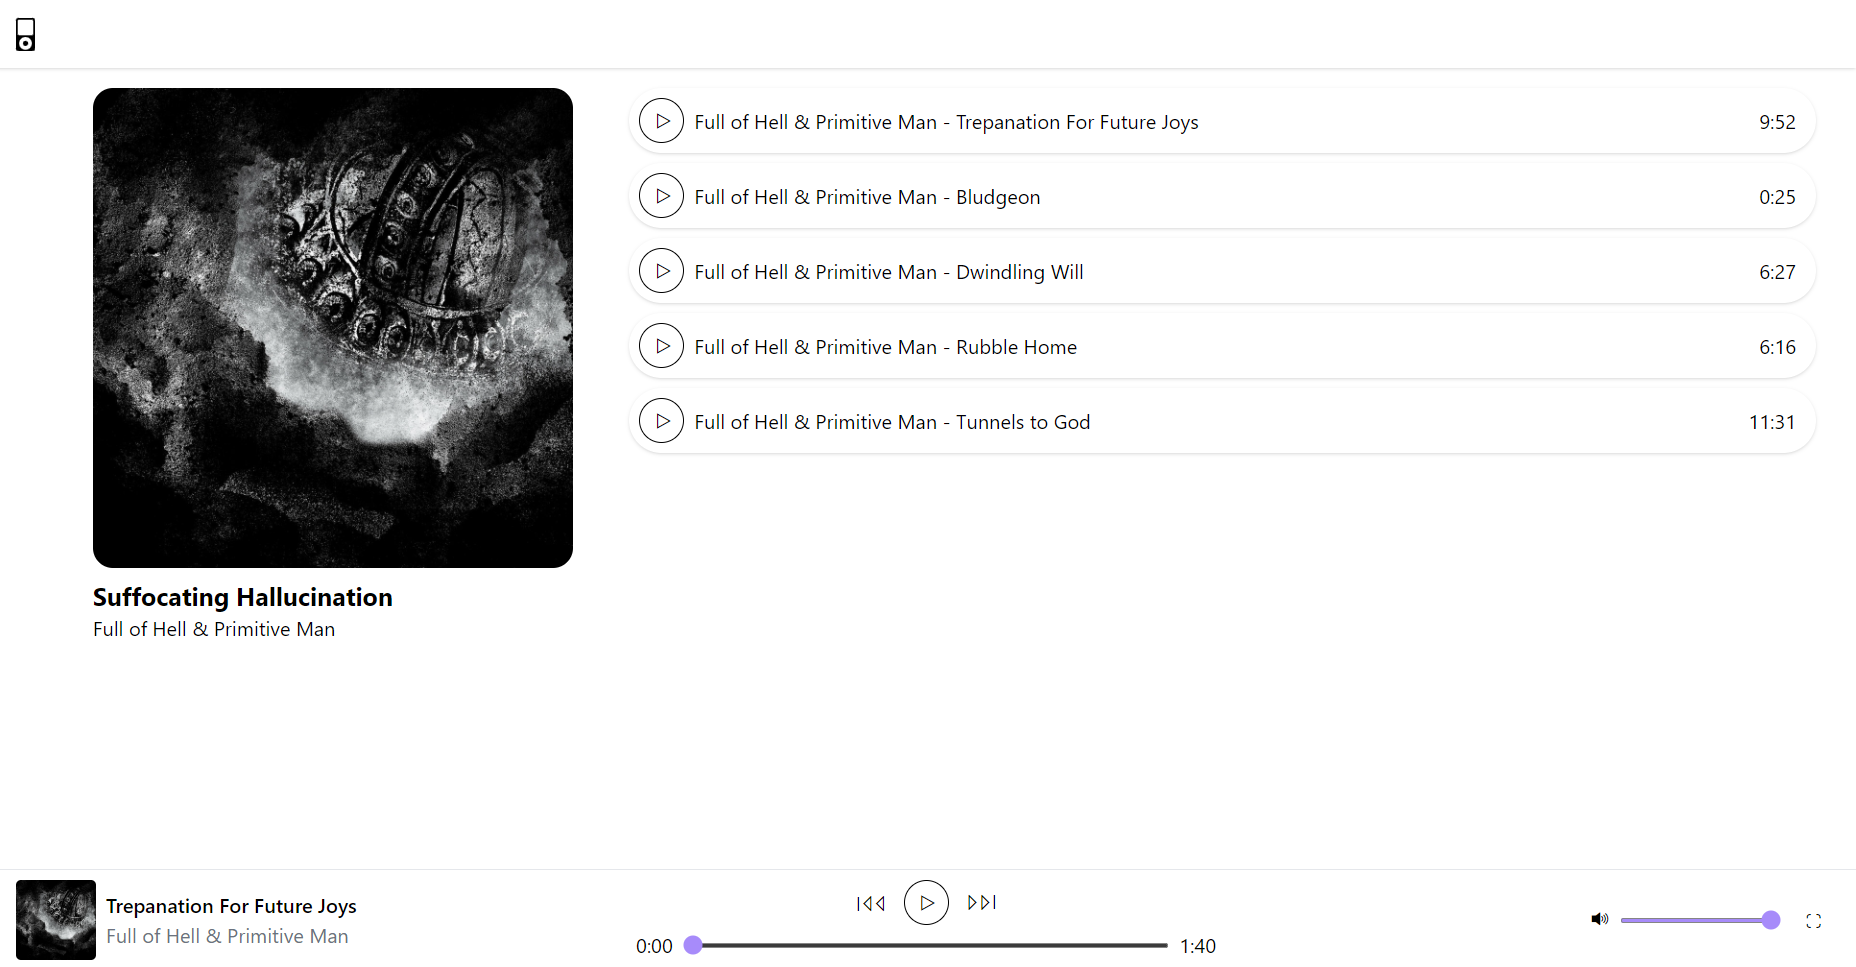 Full of Hell & Primitive Man - Trepanation For Future Joys 9:52
Full of Hell & Primitive Man - Bludgeon 0:25
Full of Hell & Primitive Man - Dwindling Will 6:27
Full of Hell & Primitive Man - Rubble Home 6:16
Full of Hell & Primitive Man - Tunnels to God 11:31
Suffocating Hallucination
Full of Hell & Primitive Man
Trepanation For Future Joys
Full of Hell & Primitive Man
0:00 1:40